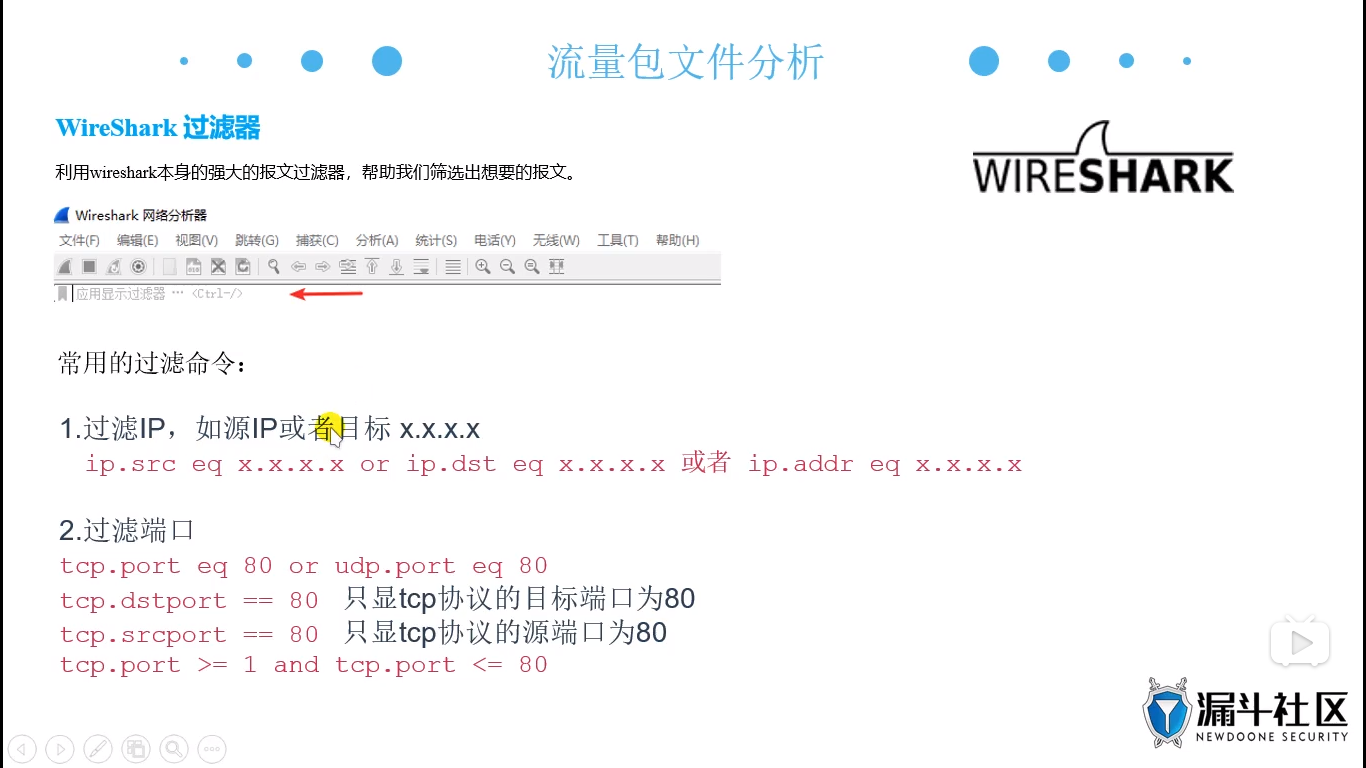 流量包文件分析
WireShark 过滤器
WIRESHARK
利用wireshark本身的强大的报文过滤器，帮助我们筛选出想要的报文。
Wireshark 网络分析器
文件(F) 编辑(E) 视图(V) 跳转(G) 捕获(C) 分析(A) 统计(S) 电话(Y) 无线(W) 工具(T) 帮助(H)
应用显示过滤器 … <Ctrl-/>
常用的过滤命令：
1.过滤IP，如源IP或者目标 x.x.x.x
ip.src eq x.x.x.x or ip.dst eq x.x.x.x 或者 ip.addr eq x.x.x.x
2.过滤端口
tcp.port eq 80 or udp.port eq 80
tcp.dstport == 80 只显tcp协议的目标端口为80
tcp.srcport == 80 只显tcp协议的源端口为80
tcp.port >= 1 and tcp.port <= 80
漏斗社区
NEWDOONE SECURITY